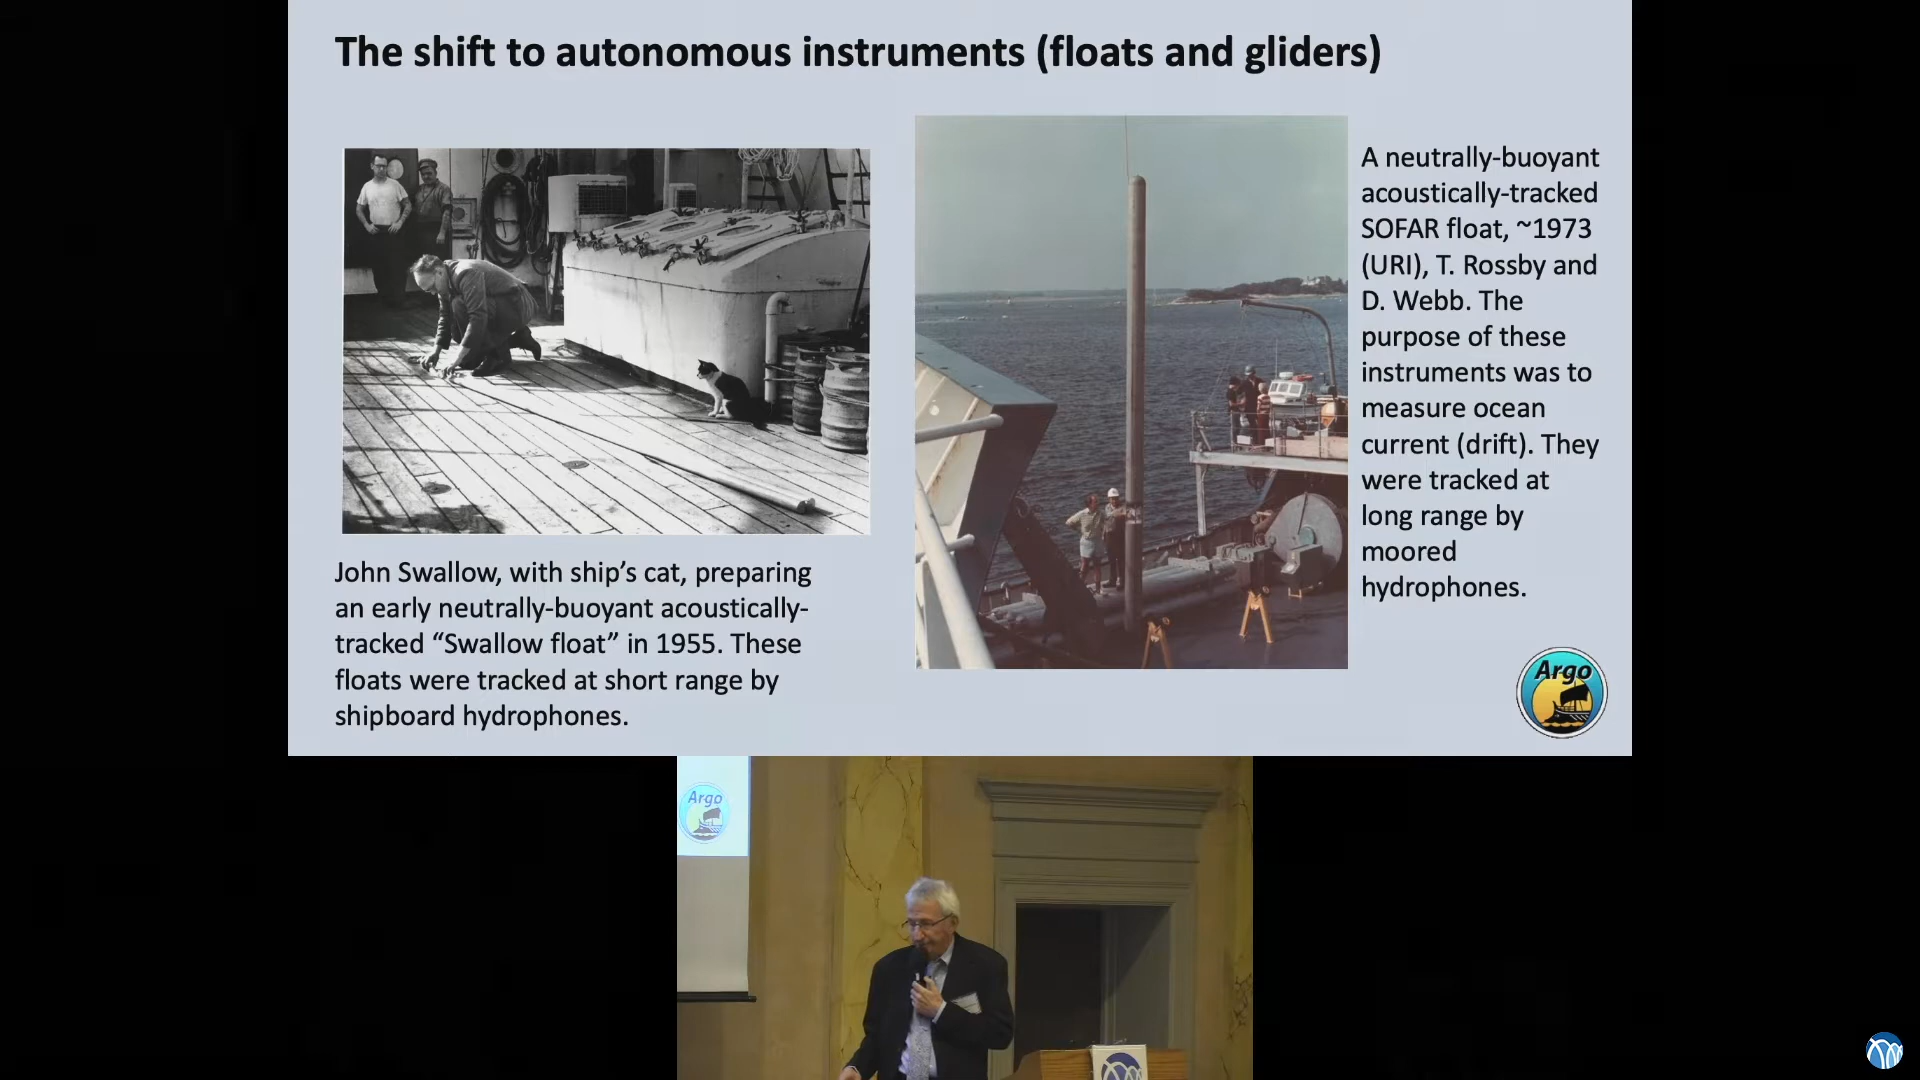 The shift to autonomous instruments (floats and gliders)
John Swallow, with ship's cat, preparing
an early neutrally-buoyant acoustically-
tracked “Swallow float” in 1955. These
floats were tracked at short range by
shipboard hydrophones.
A neutrally-buoyant
acoustically-tracked
SOFAR float, ~1973
(URI), T. Rossby and
D. Webb. The
purpose of these
instruments was to
measure ocean
current (drift). They
were tracked at
long range by
moored
hydrophones.
Argo
Argo